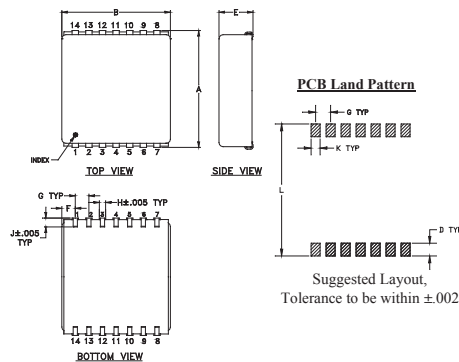 B
E
14 13 12 11 10 9 8
A
INDEX
1 2 3 4 5 6 7
TOP VIEW
SIDE VIEW
PCB Land Pattern
G TYP
K TYP
L
D TY
Suggested Layout,
Tolerance to be within ±.002
G TYP
H±.005 TYP
F
J±.005
TYP
1 2 3 4 5 6 7
14 13 12 11 10 9 8
BOTTOM VIEW